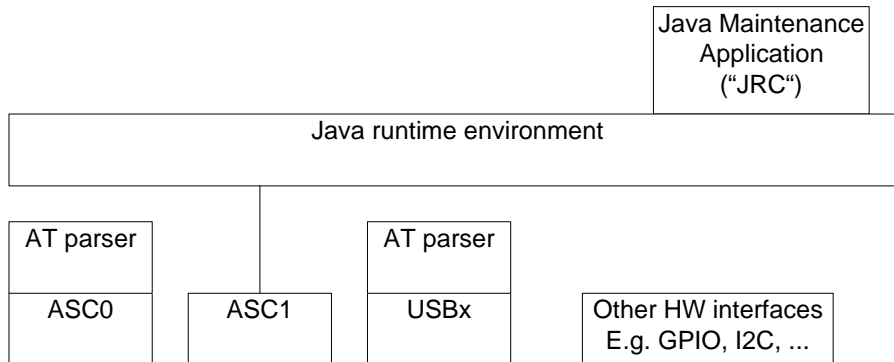 Java Maintenance
Application
(“JRC“)
Java runtime environment
AT parser
AT parser
ASC0
ASC1
USBx
Other HW interfaces
E.g. GPIO, I2C, ...